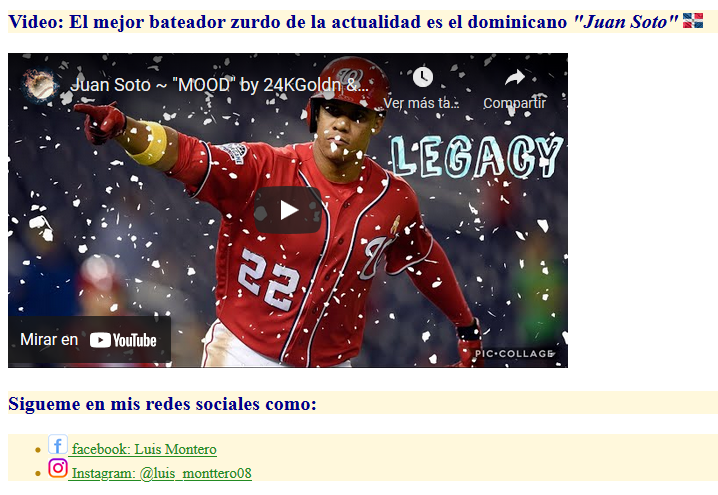 Video: El mejor bateador zurdo de la actualidad es el dominicano "Juan Soto"
Juan Soto ~ "MOOD" by 24KGoldn &...
Ver más ta...
Compartir
LEGACY
22
Mirar en YouTube
PIC•COLLAGE
Sigueme en mis redes sociales como:
facebook: Luis Montero
Instagram: @luis_monttero08